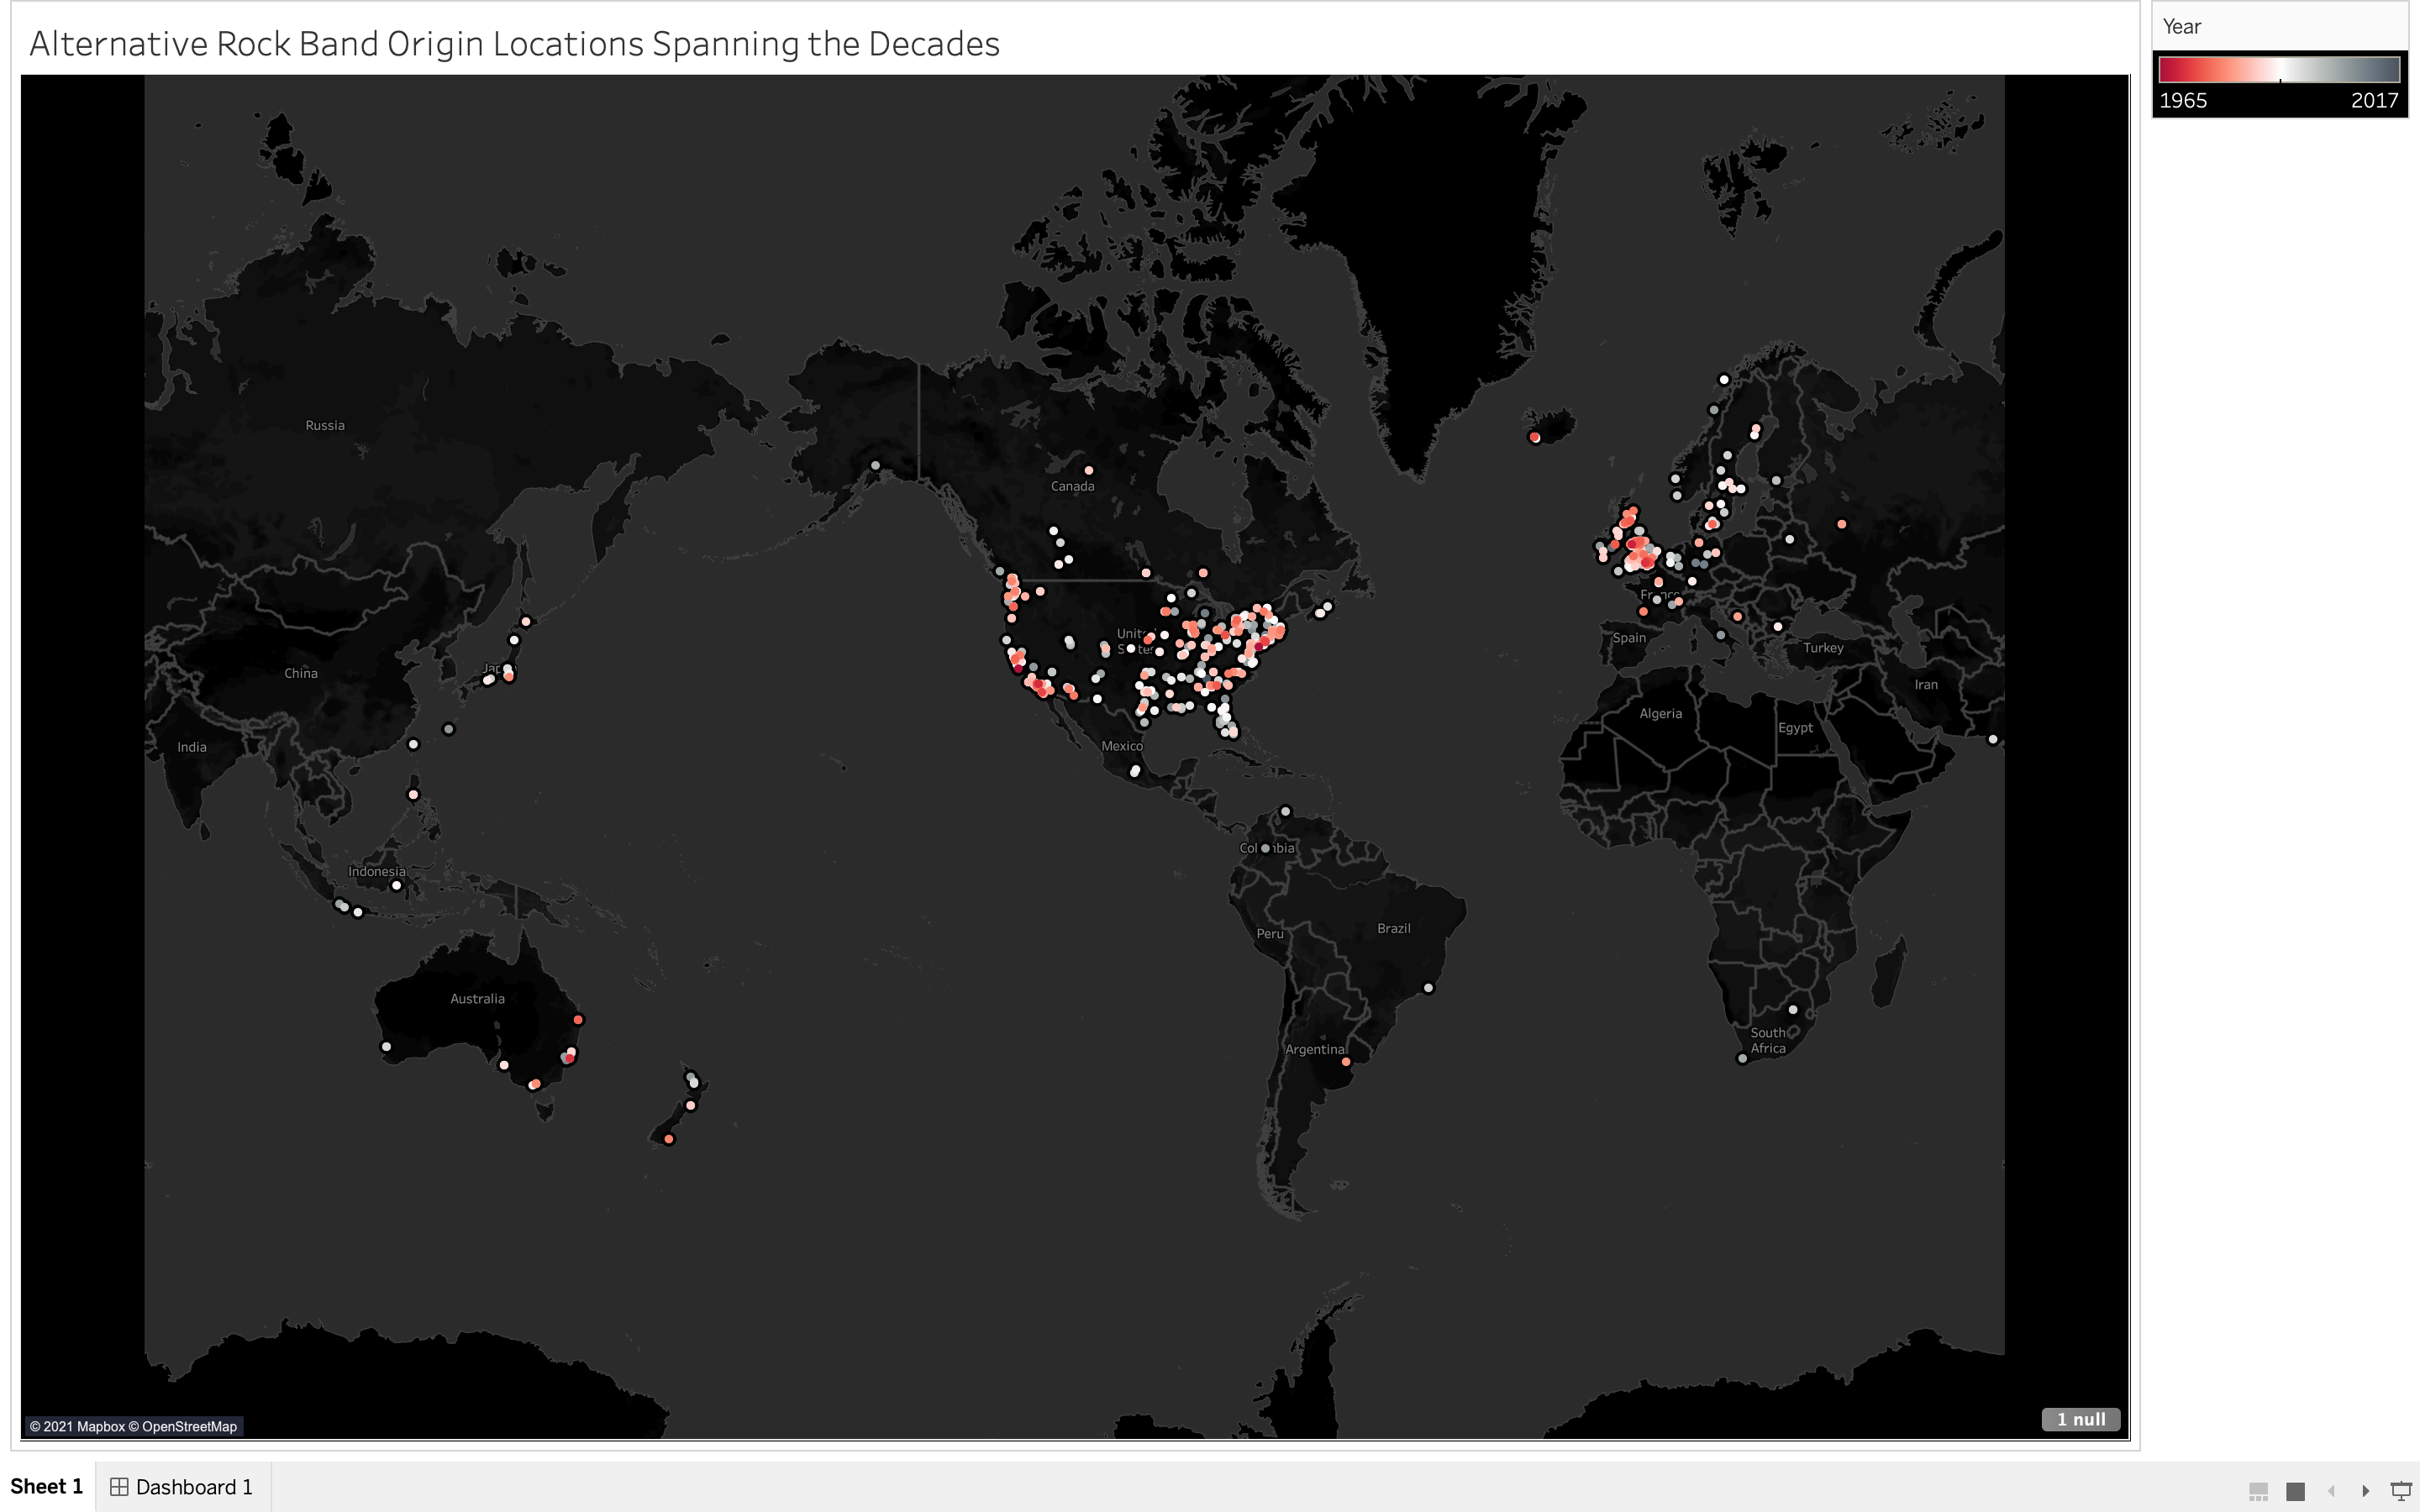 Alternative Rock Band Origin Locations Spanning the Decades
Year
1965 2017
Russia
Canada
United
States
France
Spain
Turkey
China
Iran
Algeria
Egypt
India
Mexico
Indonesia
Peru
Brazil
Australia
South
Africa
Argentina
© 2021 Mapbox © OpenStreetMap
1 null
Sheet 1
Dashboard 1